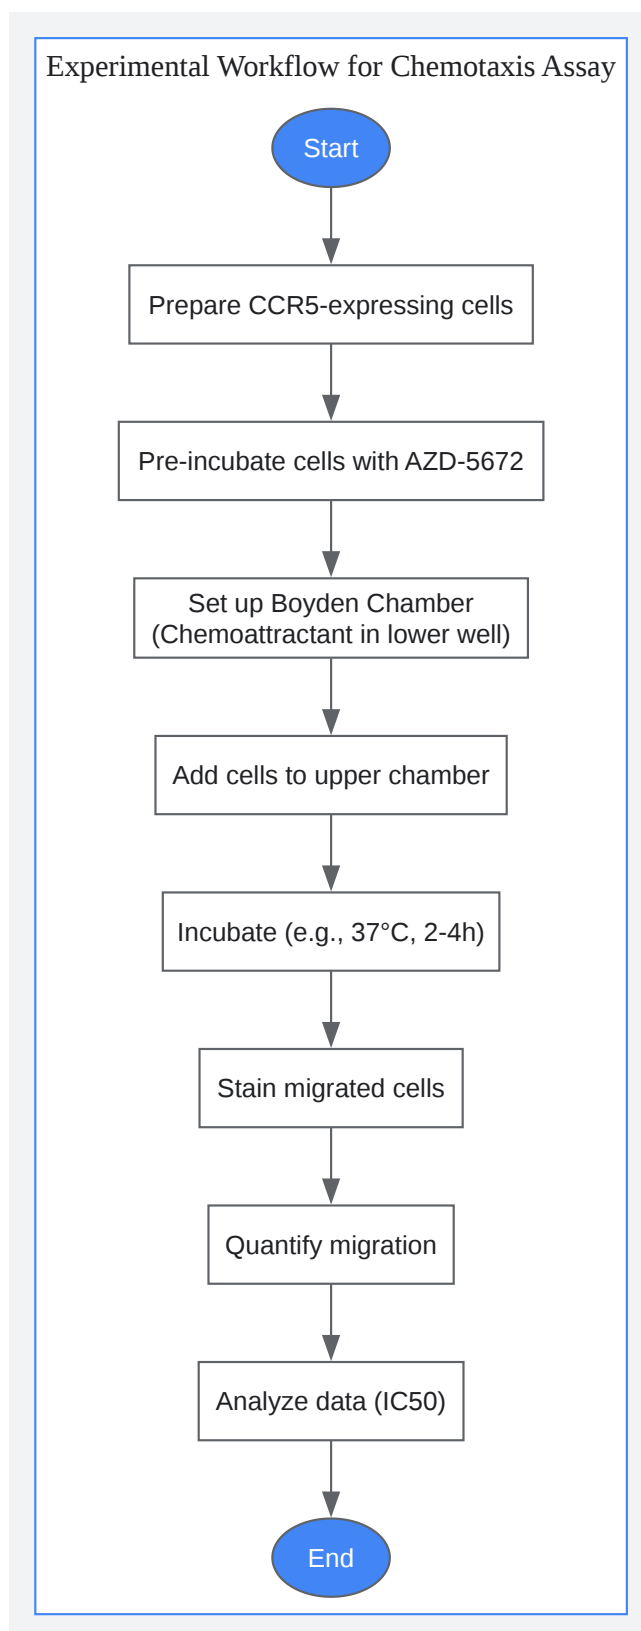 Experimental Workflow for Chemotaxis Assay
Start
Prepare CCR5-expressing cells
Pre-incubate cells with AZD-5672
Set up Boyden Chamber
(Chemoattractant in lower well)
Add cells to upper chamber
Incubate (e.g., 37°C, 2-4h)
Stain migrated cells
Quantify migration
Analyze data (IC50)
End